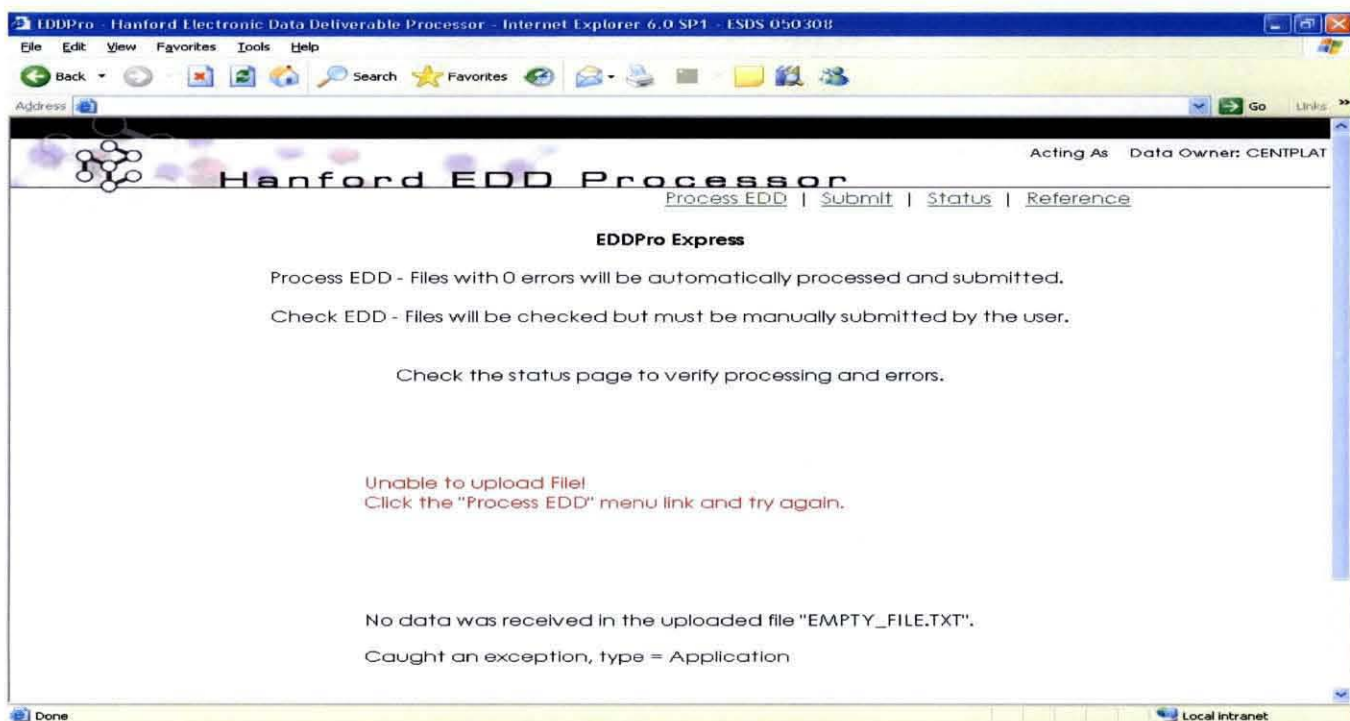 EDDPro - Hanford Electronic Data Deliverable Processor - Internet Explorer 6.0 SP1 - ESDS 050308
File Edit View Favorites Tools Help
Back Search Favorites
Address Go Links »
Acting As Data Owner: CENTPLAT
Hanford EDD Processor
Process EDD | Submit | Status | Reference
EDDPro Express
Process EDD - Files with 0 errors will be automatically processed and submitted.
Check EDD - Files will be checked but must be manually submitted by the user.
Check the status page to verify processing and errors.
Unable to upload File!
Click the "Process EDD" menu link and try again.
No data was received in the uploaded file "EMPTY_FILE.TXT".
Caught an exception, type = Application
Done Local intranet